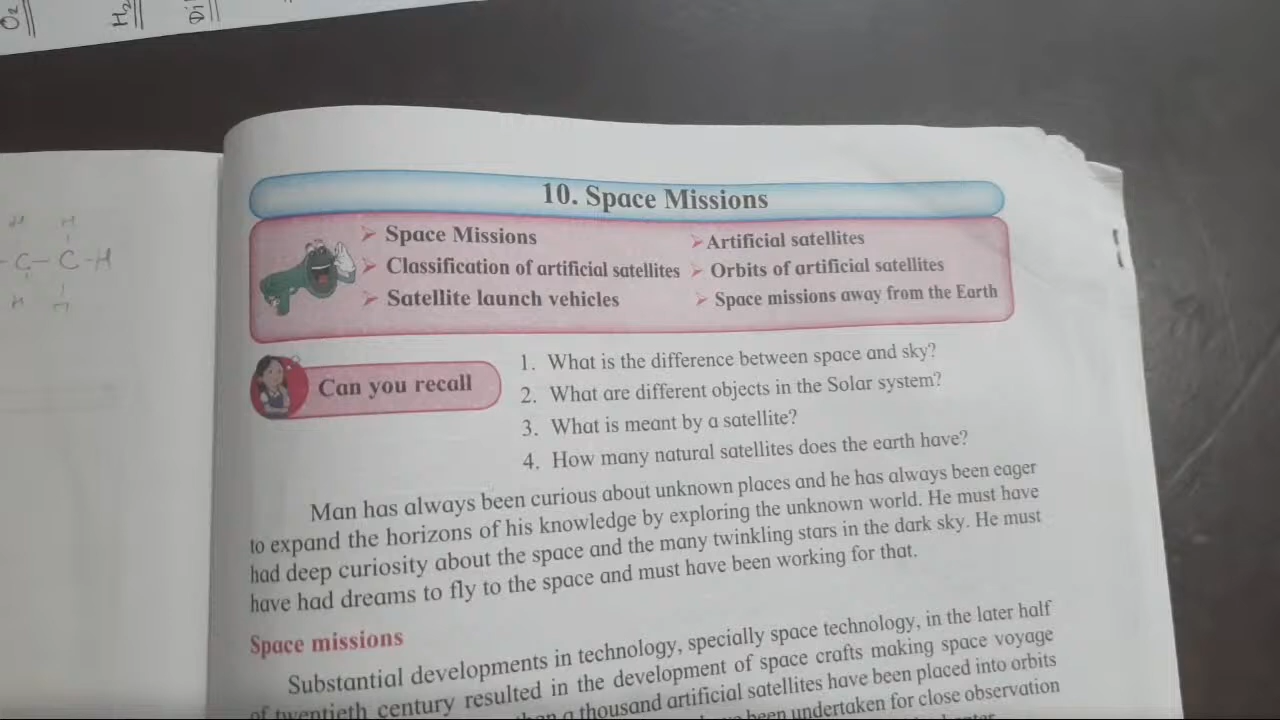 O2
H2
Di
H H
C - C - H
H H
10. Space Missions
➤ Space Missions ➤ Artificial satellites
➤ Classification of artificial satellites ➤ Orbits of artificial satellites
➤ Satellite launch vehicles ➤ Space missions away from the Earth
Can you recall
1. What is the difference between space and sky?
2. What are different objects in the Solar system?
3. What is meant by a satellite?
4. How many natural satellites does the earth have?
Man has always been curious about unknown places and he has always been eager
to expand the horizons of his knowledge by exploring the unknown world. He must have
had deep curiosity about the space and the many twinkling stars in the dark sky. He must
have had dreams to fly to the space and must have been working for that.
Space missions
Substantial developments in technology, specially space technology, in the later half
of twentieth century resulted in the development of space crafts making space voyage
a thousand artificial satellites have been placed into orbits
been undertaken for close observation